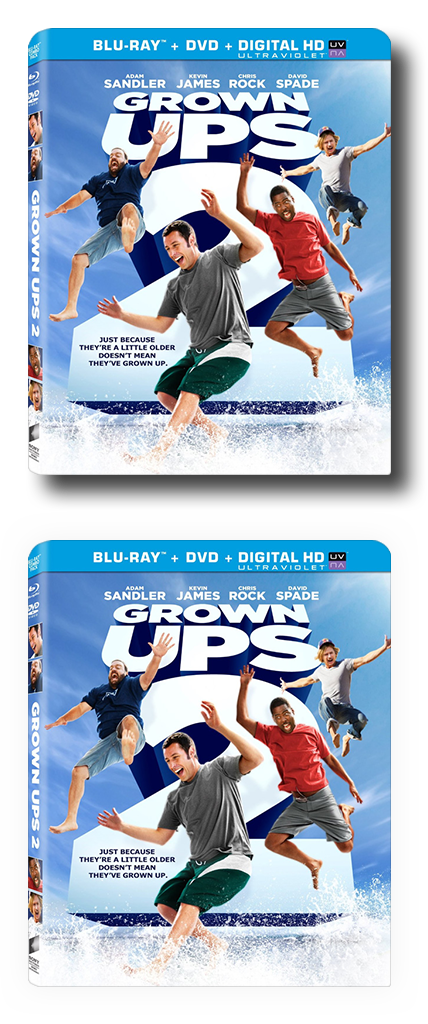 BLU-RAY™ + DVD + DIGITAL HD UV
ULTRAVIOLET
ADAM SANDLER KEVIN JAMES CHRIS ROCK DAVID SPADE
GROWN
UPS
2
JUST BECAUSE
THEY'RE A LITTLE OLDER
DOESN'T MEAN
THEY'VE GROWN UP.
GROWN UPS 2
BLU-RAY™ + DVD + DIGITAL HD UV
ULTRAVIOLET
ADAM SANDLER KEVIN JAMES CHRIS ROCK DAVID SPADE
GROWN
UPS
2
JUST BECAUSE
THEY'RE A LITTLE OLDER
DOESN'T MEAN
THEY'VE GROWN UP.
GROWN UPS 2